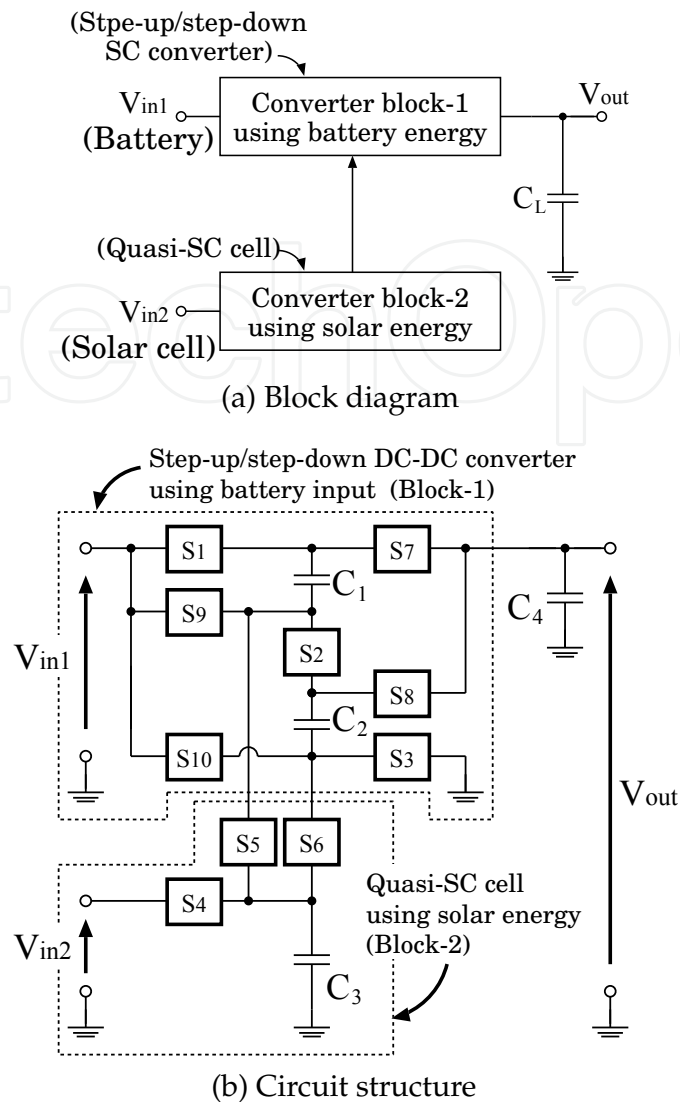 (Stpe-up/step-down
SC converter)
Vin1
(Battery)
Converter block-1
using battery energy
Vout
CL
(Quasi-SC cell)
Vin2
(Solar cell)
Converter block-2
using solar energy
(a) Block diagram
Step-up/step-down DC-DC converter
using battery input (Block-1)
S1
S7
C1
S9
C4
S2
Vin1
S8
C2
S10
S3
Vout
S5
S6
Quasi-SC cell
using solar energy
(Block-2)
S4
Vin2
C3
(b) Circuit structure